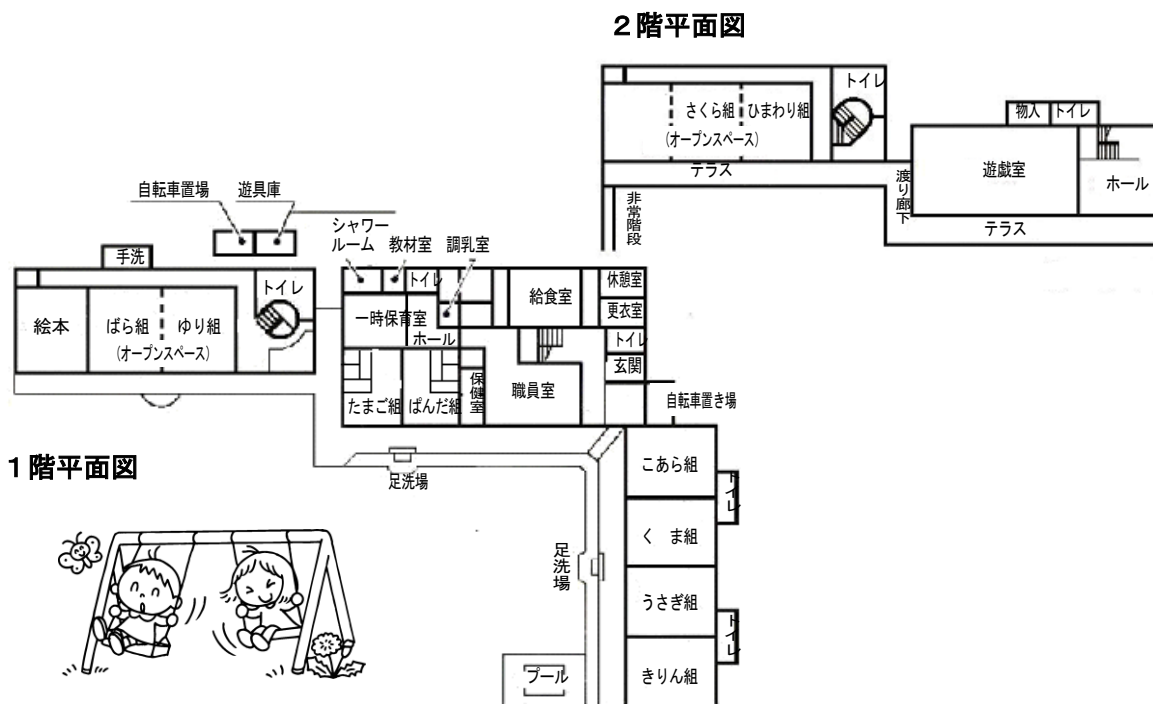 ２階平面図
トイレ
さくら組
ひまわり組
(オープンスペース)
テラス
非常階段
渡り廊下
物入
トイレ
遊戯室
ホール
テラス
自転車置場
遊具庫
シャワー
ルーム
教材室
調乳室
手洗
トイレ
絵本
ばら組
ゆり組
(オープンスペース)
トイレ
一時保育室
ホール
給食室
休憩室
更衣室
トイレ
玄関
たまご組
ぱんだ組
保健室
職員室
自転車置き場
１階平面図
足洗場
こあら組
トイレ
く　ま組
足洗場
うさぎ組
トイレ
きりん組
プール